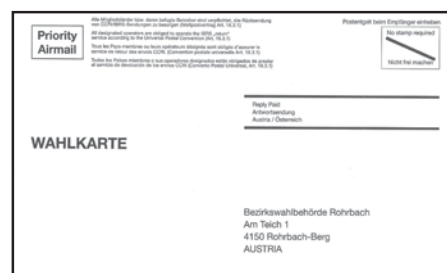 Priority
Airmail
Alle Mitgliedsländer bzw. deren befugte Betreiber sind verpflichtet, die Rücksendung
von CCRI/IBRS-Sendungen zu besorgen (Weltpostvertrag Art. 18.3.1)
All designated operators are obliged to operate the IBRS „return"
service according to the Universal Postal Convention (Art. 18.3.1)
Tous les Pays-membres ou leurs opérateurs désignés sont obligés d'assurer le
service de retour des envois CCRI. (Convention postale universelle Art. 18.3.1)
Todos los Países miembros o sus operadores designados están obligados de prestar
el servicio de devolución de los envíos CCRI (Convenio Postal Universal, Art. 18.3.1)
Postentgelt beim Empfänger einheben
No stamp required
Nicht frei machen
Reply Paid
Antwortsendung
Austria / Österreich
WAHLKARTE
Bezirkswahlbehörde Rohrbach
Am Teich 1
4150 Rohrbach-Berg
AUSTRIA